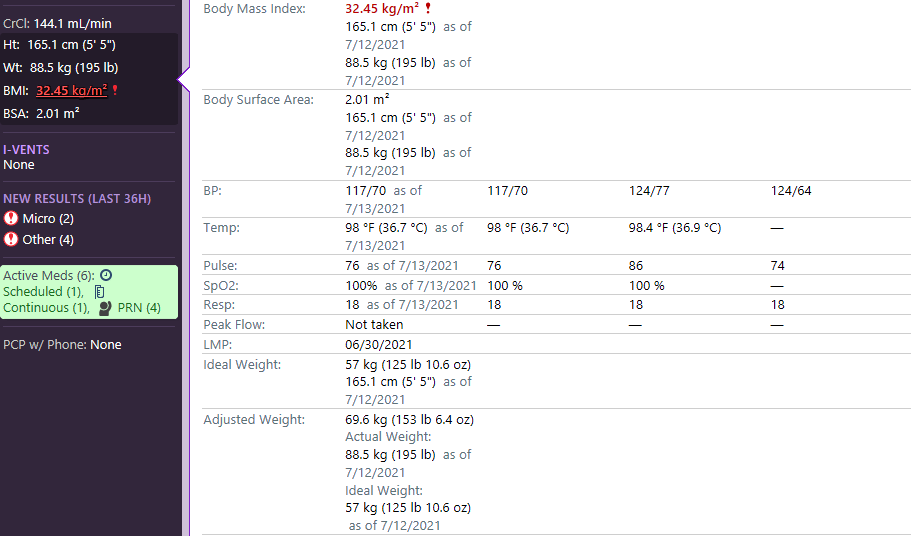 CrCl: 144.1 mL/min
Ht: 165.1 cm (5' 5")
Wt: 88.5 kg (195 lb)
BMI: 32.45 kg/m² !
BSA: 2.01 m²
I-VENTS
None
NEW RESULTS (LAST 36H)
Micro (2)
Other (4)
Active Meds (6):
Scheduled (1),
Continuous (1), PRN (4)
PCP w/ Phone: None
Body Mass Index: 32.45 kg/m² !
165.1 cm (5' 5") as of
7/12/2021
88.5 kg (195 lb) as of
7/12/2021
Body Surface Area: 2.01 m²
165.1 cm (5' 5") as of
7/12/2021
88.5 kg (195 lb) as of
7/12/2021
BP: 117/70 as of 117/70 124/77 124/64
7/13/2021
Temp: 98 °F (36.7 °C) as of 98 °F (36.7 °C) 98.4 °F (36.9 °C) —
7/13/2021
Pulse: 76 as of 7/13/2021 76 86 74
SpO2: 100% as of 7/13/2021 100 % 100 % —
Resp: 18 as of 7/13/2021 18 18 18
Peak Flow: Not taken — — —
LMP: 06/30/2021
Ideal Weight: 57 kg (125 lb 10.6 oz)
165.1 cm (5' 5") as of
7/12/2021
Adjusted Weight: 69.6 kg (153 lb 6.4 oz)
Actual Weight:
88.5 kg (195 lb) as of
7/12/2021
Ideal Weight:
57 kg (125 lb 10.6 oz)
as of 7/12/2021